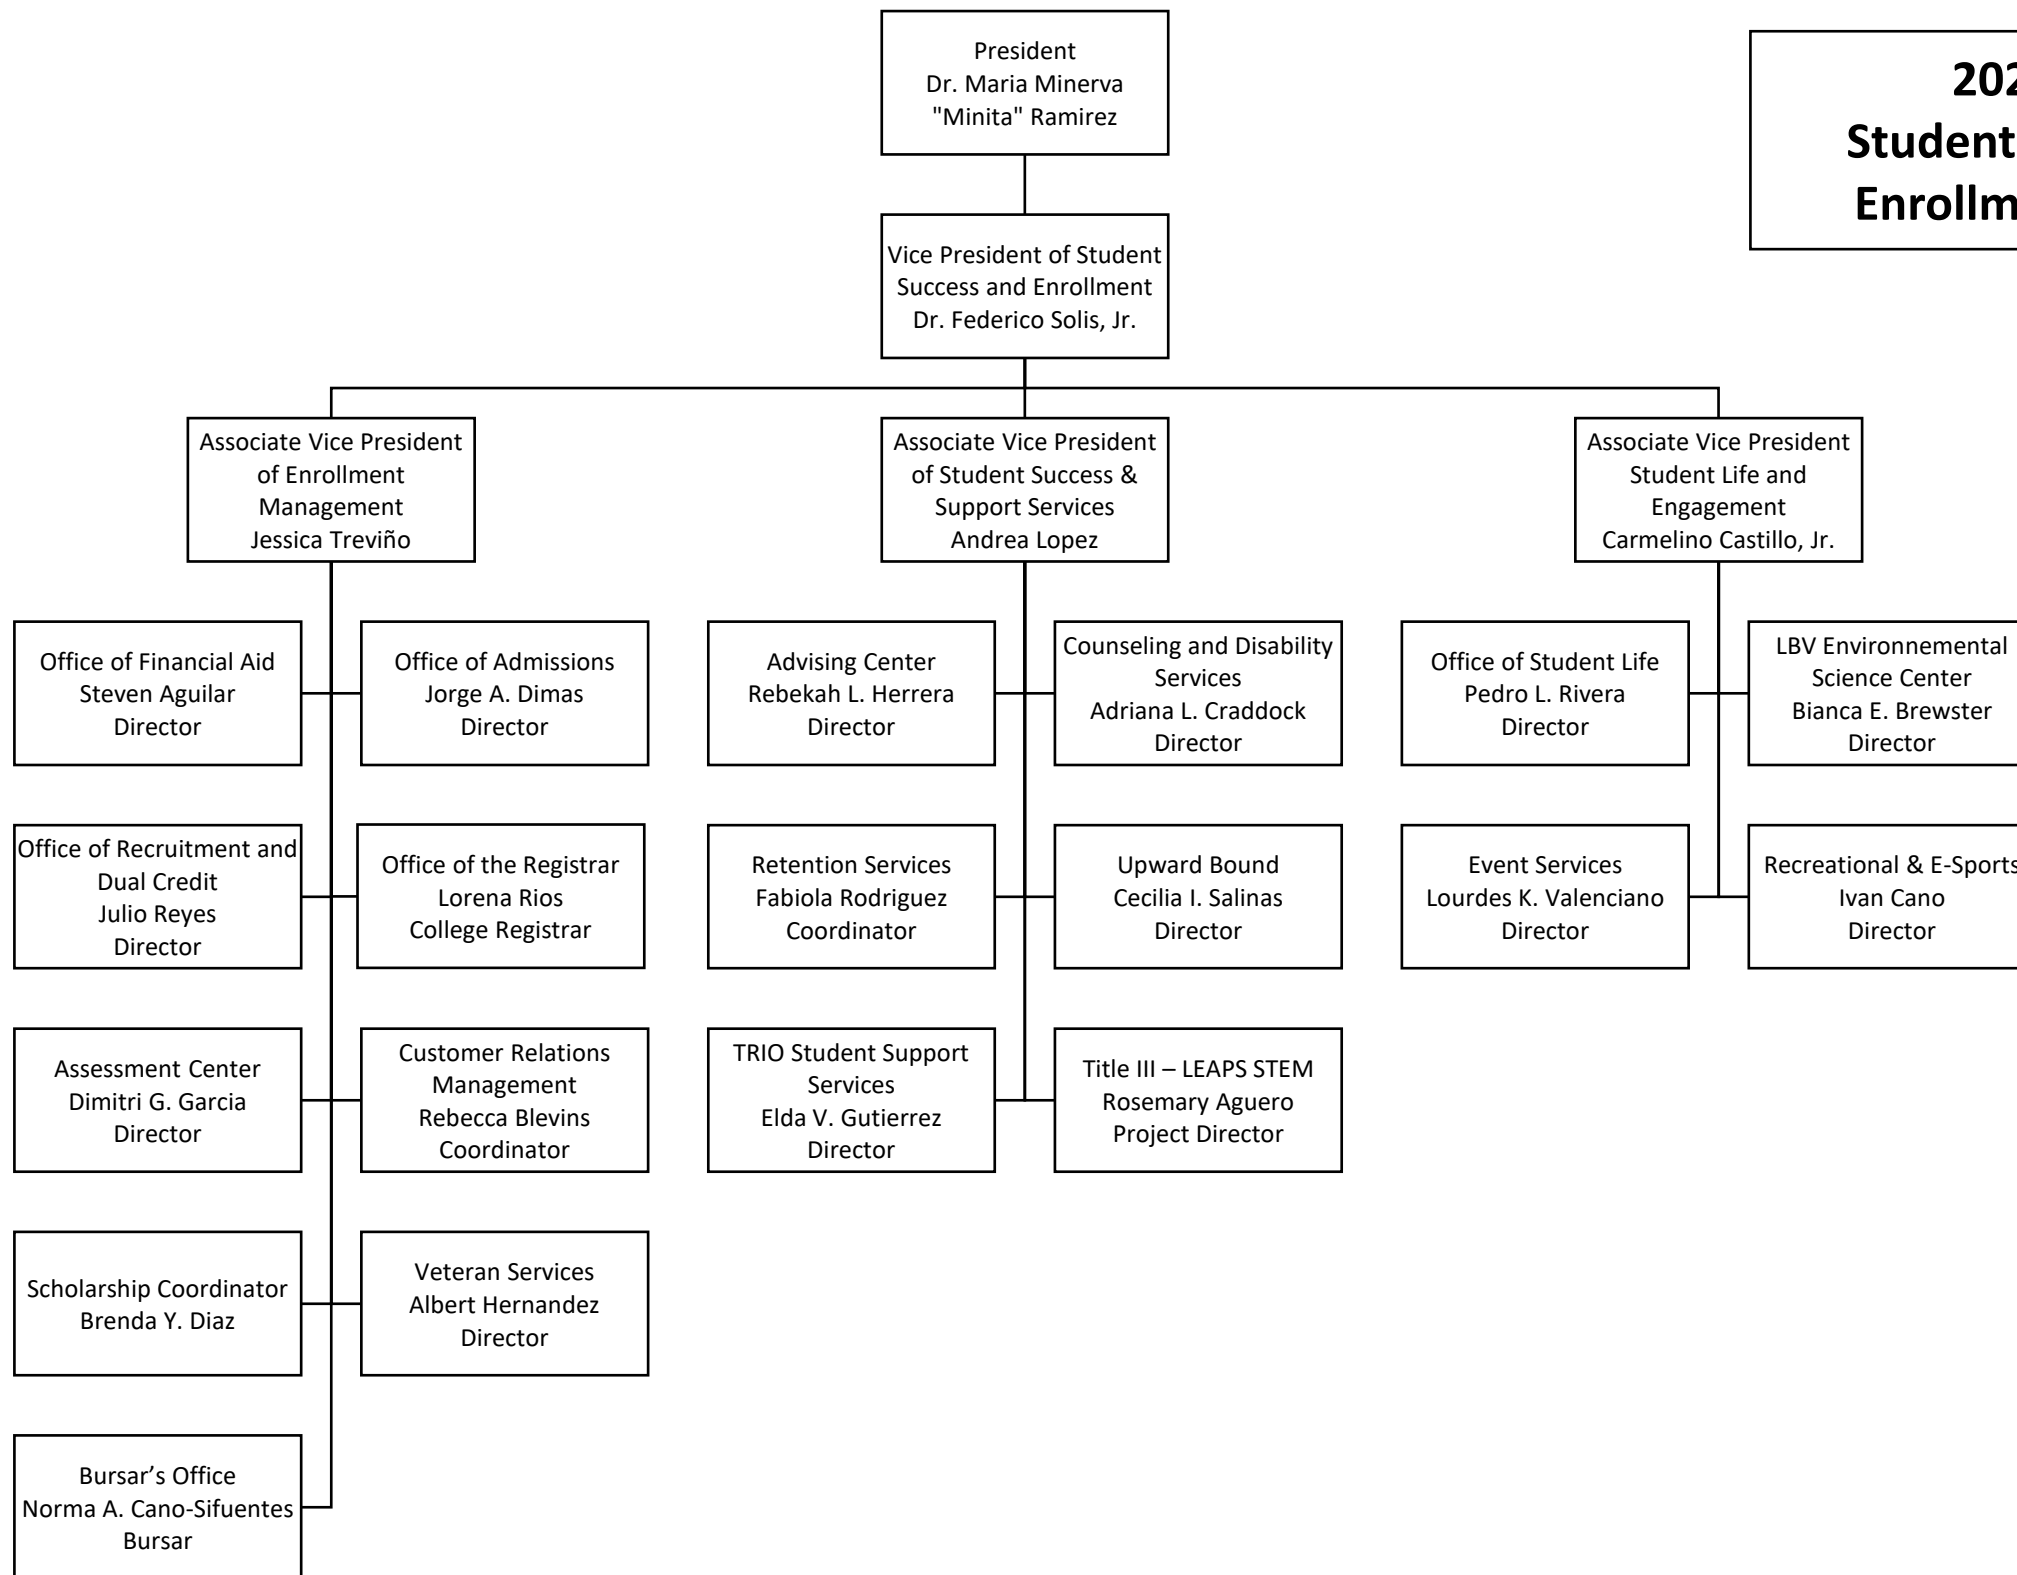 President
Dr. Maria Minerva
"Minita" Ramirez
202
Student
Enrollm
Vice President of Student
Success and Enrollment
Dr. Federico Solis, Jr.
Associate Vice President
of Enrollment
Management
Jessica Treviño
Associate Vice President
of Student Success &
Support Services
Andrea Lopez
Associate Vice President
Student Life and
Engagement
Carmelino Castillo, Jr.
Office of Financial Aid
Steven Aguilar
Director
Office of Admissions
Jorge A. Dimas
Director
Advising Center
Rebekah L. Herrera
Director
Counseling and Disability
Services
Adriana L. Craddock
Director
Office of Student Life
Pedro L. Rivera
Director
LBV Environnemental
Science Center
Bianca E. Brewster
Director
Office of Recruitment and
Dual Credit
Julio Reyes
Director
Office of the Registrar
Lorena Rios
College Registrar
Retention Services
Fabiola Rodriguez
Coordinator
Upward Bound
Cecilia I. Salinas
Director
Event Services
Lourdes K. Valenciano
Director
Recreational & E-Sports
Ivan Cano
Director
Assessment Center
Dimitri G. Garcia
Director
Customer Relations
Management
Rebecca Blevins
Coordinator
TRIO Student Support
Services
Elda V. Gutierrez
Director
Title III – LEAPS STEM
Rosemary Aguero
Project Director
Scholarship Coordinator
Brenda Y. Diaz
Veteran Services
Albert Hernandez
Director
Bursar’s Office
Norma A. Cano-Sifuentes
Bursar